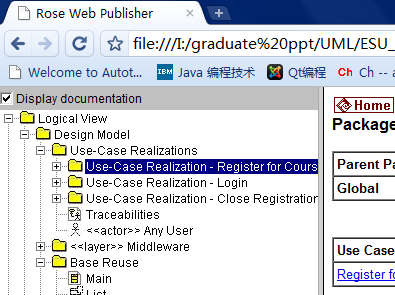 Rose Web Publisher
file:///I:/graduate%20ppt/UML/ESU_
Welcome to Autot...
IBM
Java 编程技术
Qt编程
Ch
Ch -- a
Display documentation
Logical View
Design Model
Use-Case Realizations
Use-Case Realization - Register for Cours
Use-Case Realization - Login
Use-Case Realization - Close Registration
Traceabilities
<<actor>> Any User
<<layer>> Middleware
Base Reuse
Main
List
Home
Package
Parent Pa
Global
Use Case
Register fo